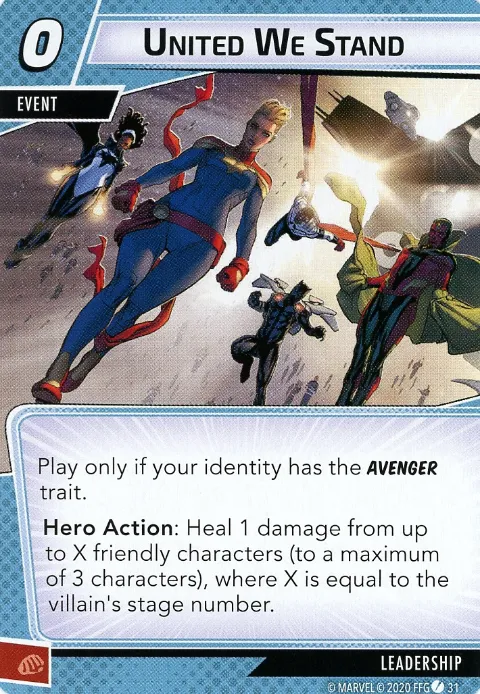 0
UNITED WE STAND
EVENT
Play only if your identity has the AVENGER
trait.
Hero Action: Heal 1 damage from up
to X friendly characters (to a maximum
of 3 characters), where X is equal to the
villain's stage number.
LEADERSHIP
© MARVEL © 2020 FFG 31